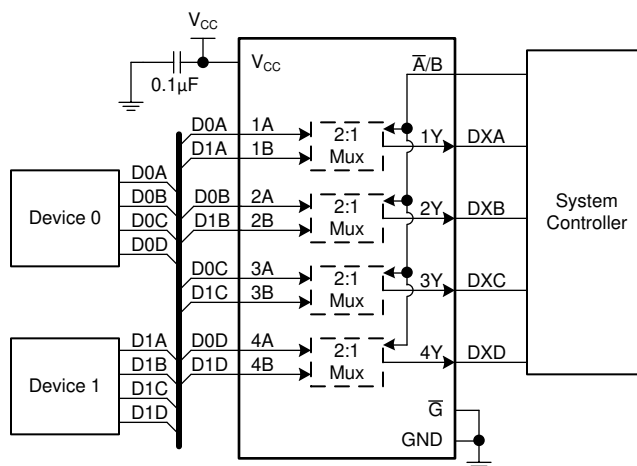 V_CC
0.1µF
V_CC
A̅/B
D0A 1A 2:1 Mux 1Y DXA
D1A 1B
D0B 2A 2:1 Mux 2Y DXB
D1B 2B
D0C 3A 2:1 Mux 3Y DXC
D1C 3B
D0D 4A 2:1 Mux 4Y DXD
D1D 4B
G̅
GND
Device 0
D0A
D0B
D0C
D0D
Device 1
D1A
D1B
D1C
D1D
System
Controller